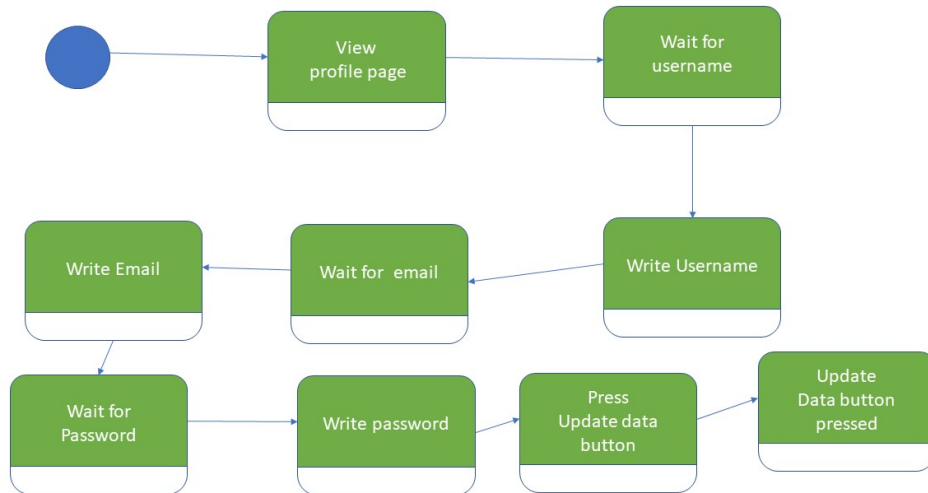 View
profile page
Wait for
username
Write Username
Wait for  email
Write Email
Wait for
Password
Write password
Press
Update data
button
Update
Data button
pressed